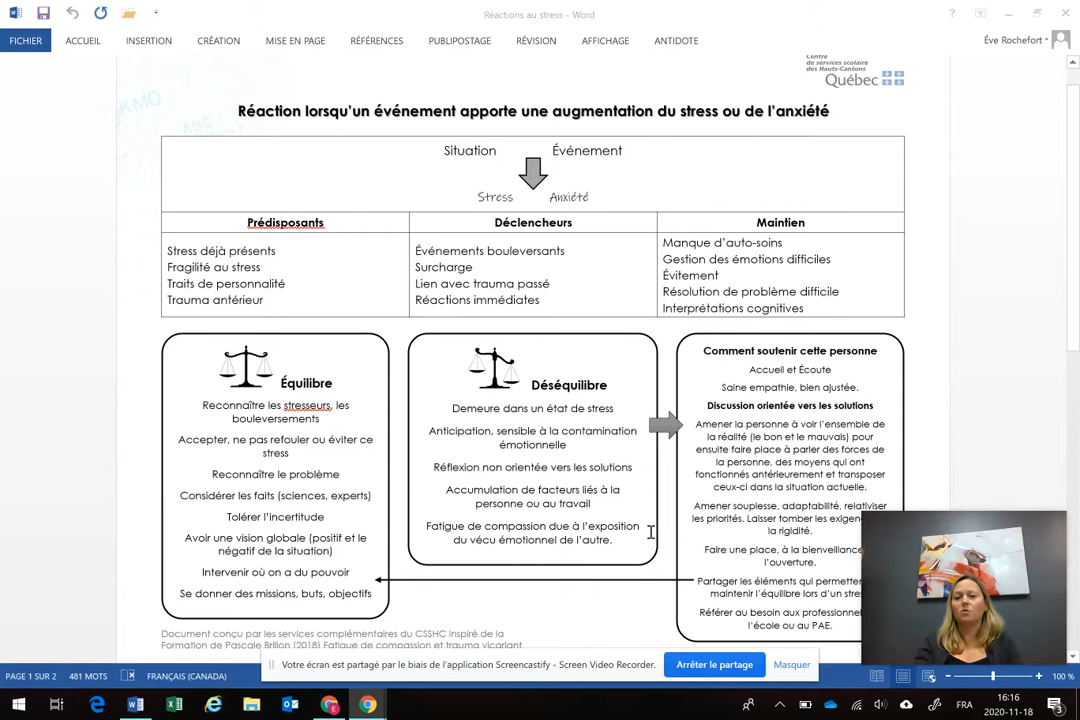 Réactions au stress - Word
FICHIER
ACCUEIL
INSERTION
CRÉATION
MISE EN PAGE
RÉFÉRENCES
PUBLIPOSTAGE
RÉVISION
AFFICHAGE
ANTIDOTE
Ève Rochefort
Centre
de services scolaire
des Hauts-Cantons
Québec
Réaction lorsqu'un événement apporte une augmentation du stress ou de l'anxiété
Situation Événement
Stress Anxiété
Prédisposants
Stress déjà présents
Fragilité au stress
Traits de personnalité
Trauma antérieur
Déclencheurs
Événements bouleversants
Surcharge
Lien avec trauma passé
Réactions immédiates
Maintien
Manque d'auto-soins
Gestion des émotions difficiles
Évitement
Résolution de problème difficile
Interprétations cognitives
Équilibre
Reconnaître les stresseurs, les
bouleversements
Accepter, ne pas refouler ou éviter ce
stress
Reconnaître le problème
Considérer les faits (sciences, experts)
Tolérer l'incertitude
Avoir une vision globale (positif et le
négatif de la situation)
Intervenir où on a du pouvoir
Se donner des missions, buts, objectifs
Déséquilibre
Demeure dans un état de stress
Anticipation, sensible à la contamination
émotionnelle
Réflexion non orientée vers les solutions
Accumulation de facteurs liés à la
personne ou au travail
Fatigue de compassion due à l'exposition
du vécu émotionnel de l'autre.
Comment soutenir cette personne
Accueil et Écoute
Saine empathie, bien ajustée.
Discussion orientée vers les solutions
Amener la personne à voir l'ensemble de
la réalité (le bon et le mauvais) pour
ensuite faire place à parler des forces de
la personne, des moyens qui ont
fonctionnés antérieurement et transposer
ceux-ci dans la situation actuelle.
Amener souplesse, adaptabilité, relativiser
les priorités. Laisser tomber les
la rigidité.
Faire une place, à la
l'ouverture.
Partager les éléments qui
maintenir l'équilibre lors d'un
Référer au besoin aux
l'école ou au PAE.
Document conçu par les services complémentaires du CSSHC Inspiré de la
Formation de Pascale Brillon (2018) Fatigue de compassion et trauma vicariant
Votre écran est partagé par le biais de l'application Screencastify - Screen Video Recorder.
Arrêter le partage
Masquer
PAGE 1 SUR 2
481 MOTS
FRANÇAIS (CANADA)
100 %
FRA
16:16
2020-11-18
3